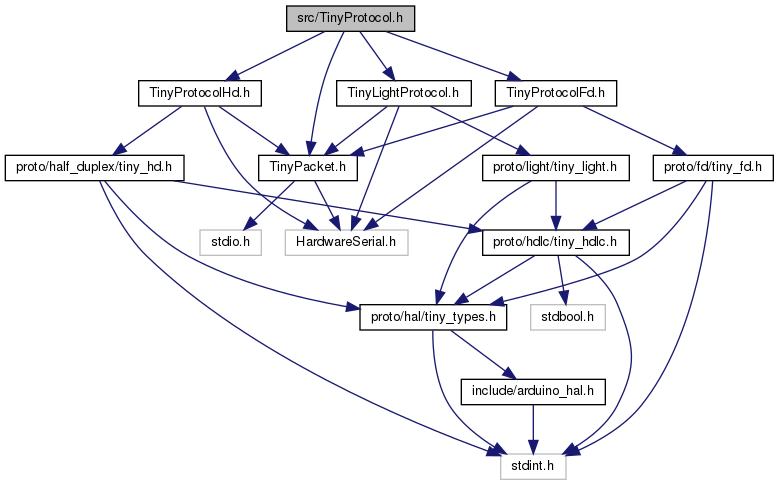 src/TinyProtocol.h
TinyProtocolHd.h
TinyLightProtocol.h
TinyProtocolFd.h
proto/half_duplex/tiny_hd.h
TinyPacket.h
proto/light/tiny_light.h
proto/fd/tiny_fd.h
stdio.h
HardwareSerial.h
proto/hdlc/tiny_hdlc.h
proto/hal/tiny_types.h
stdbool.h
include/arduino_hal.h
stdint.h